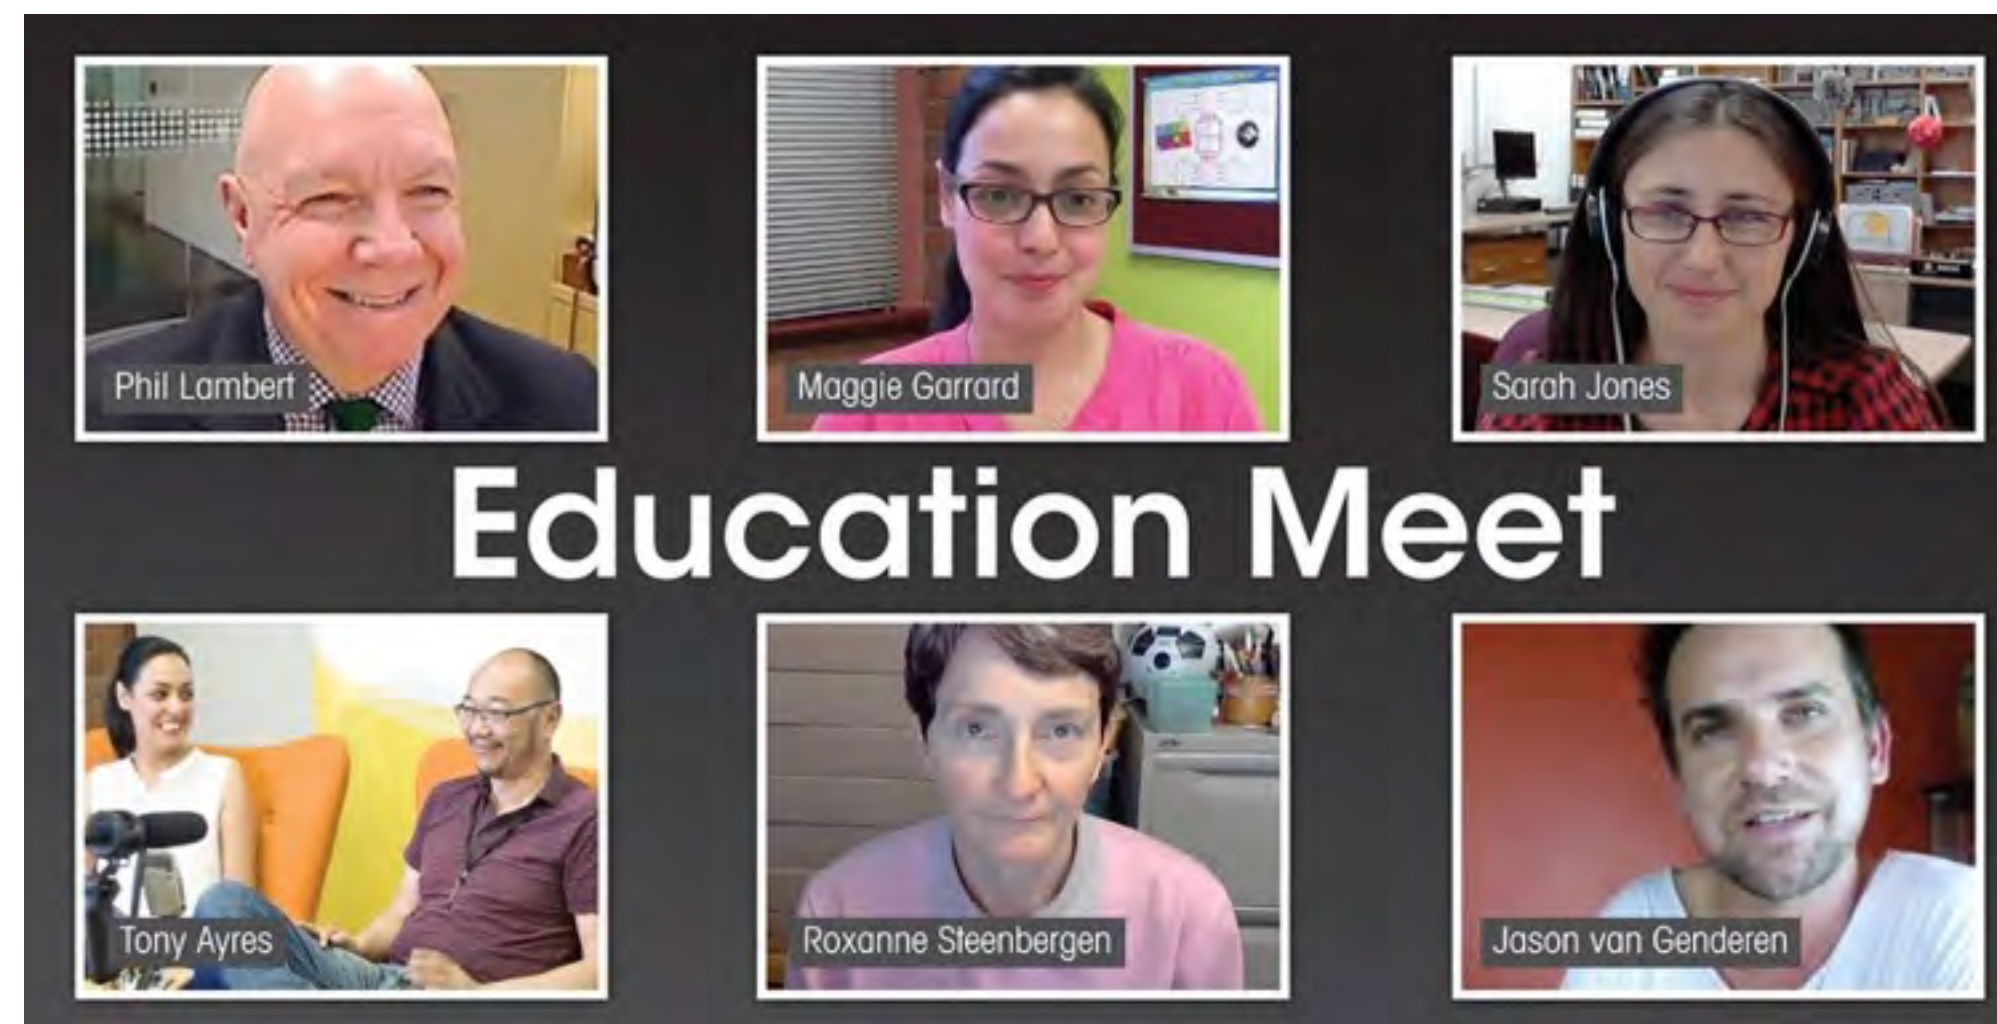 Phil Lambert
Maggie Garrard
Sarah Jones
Education Meet
Tony Ayres
Roxanne Steenbergen
Jason van Genderen